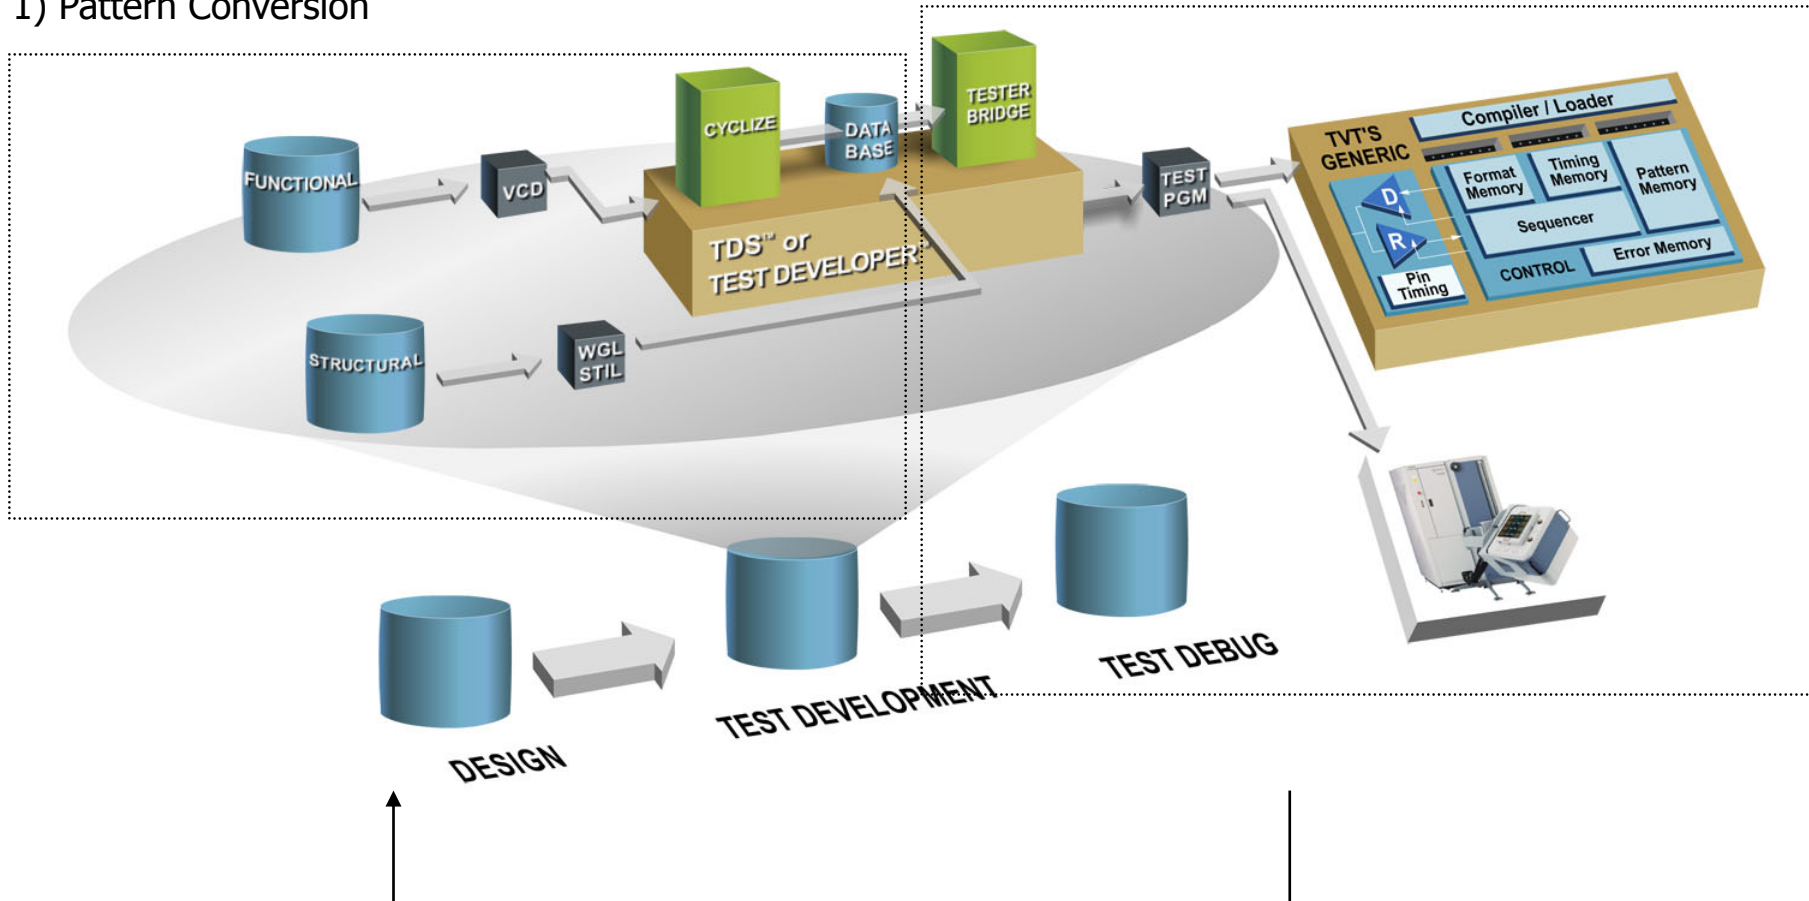 1) Pattern Conversion
FUNCTIONAL
VCD
CYCLIZE
DATA
BASE
TESTER
BRIDGE
TDS™ or
TEST DEVELOPER™
STRUCTURAL
WGL
STIL
TEST
PGM
TVT'S
GENERIC
Compiler / Loader
Format
Memory
Timing
Memory
Pattern
Memory
D
R
Sequencer
Pin
Timing
CONTROL
Error Memory
DESIGN
TEST DEVELOPMENT
TEST DEBUG